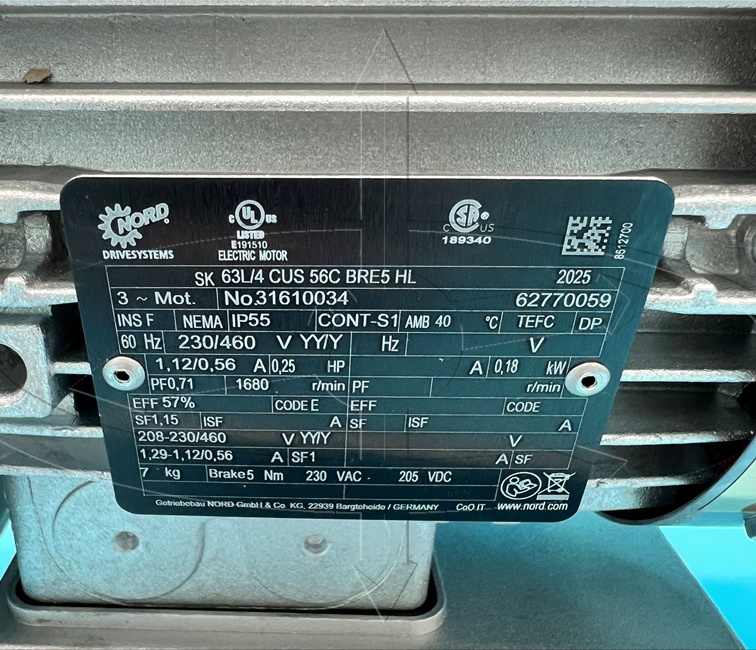 NORD
DRIVESYSTEMS
C UL US
LISTED
E191510
ELECTRIC MOTOR
C SA US
189340
8512700
SK 63L/4 CUS 56C BRE5 HL 2025
3 ~ Mot. No.31610034 62770059
INS F NEMA IP55 CONT-S1 AMB 40 °C TEFC DP
60 Hz 230/460 V YY/Y Hz V
1,12/0,56 A 0,25 HP A 0,18 kW
PF0,71 1680 r/min PF r/min
EFF 57% CODE E EFF CODE
SF1,15 ISF A SF ISF A
208-230/460 V YY/Y V
1,29-1,12/0,56 A SF1 A SF
7 kg Brake5 Nm 230 VAC 205 VDC
Getriebebau NORD GmbH & Co KG, 22939 Bargteheide / GERMANY CoO IT www.nord.com